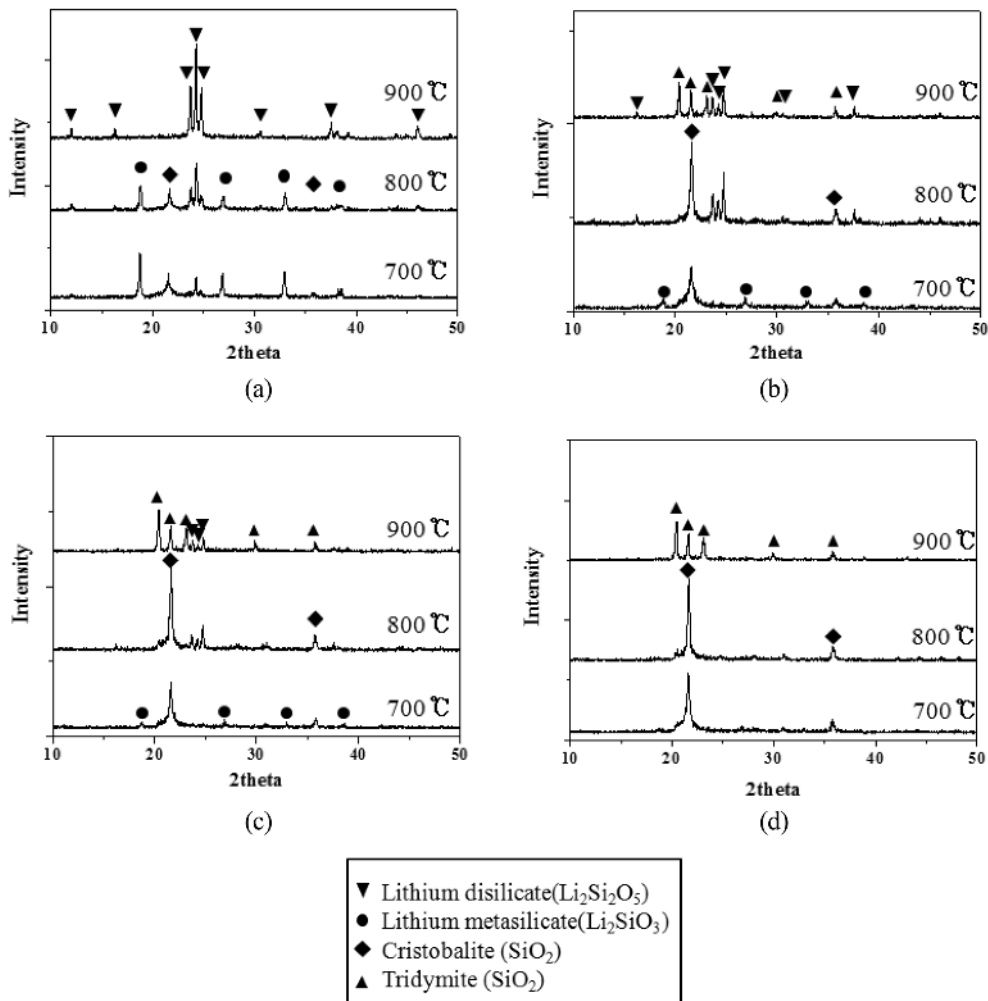 900 ℃
800 ℃
700 ℃
Intensity
10 20 30 40 50
2theta
(a)
900 ℃
800 ℃
700 ℃
Intensity
10 20 30 40 50
2theta
(b)
900 ℃
800 ℃
700 ℃
Intensity
10 20 30 40 50
2theta
(c)
900 ℃
800 ℃
700 ℃
Intensity
10 20 30 40 50
2theta
(d)
▼ Lithium disilicate(Li₂Si₂O₅)
● Lithium metasilicate(Li₂SiO₃)
◆ Cristobalite (SiO₂)
▲ Tridymite (SiO₂)